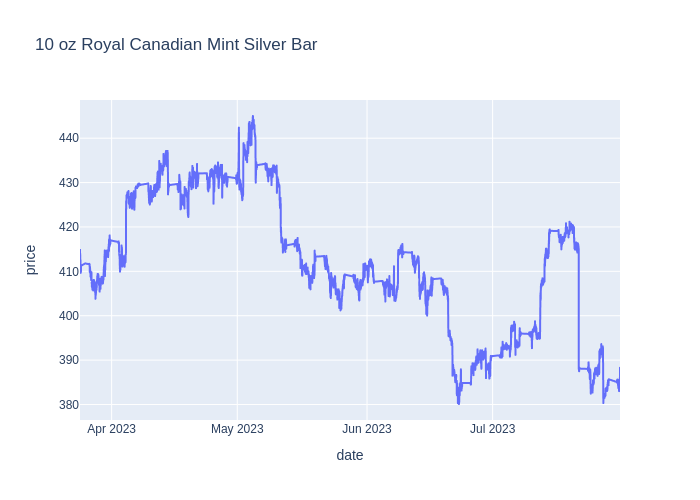 10 oz Royal Canadian Mint Silver Bar
440
430
420
410
400
390
380
price
Apr 2023
May 2023
Jun 2023
Jul 2023
date